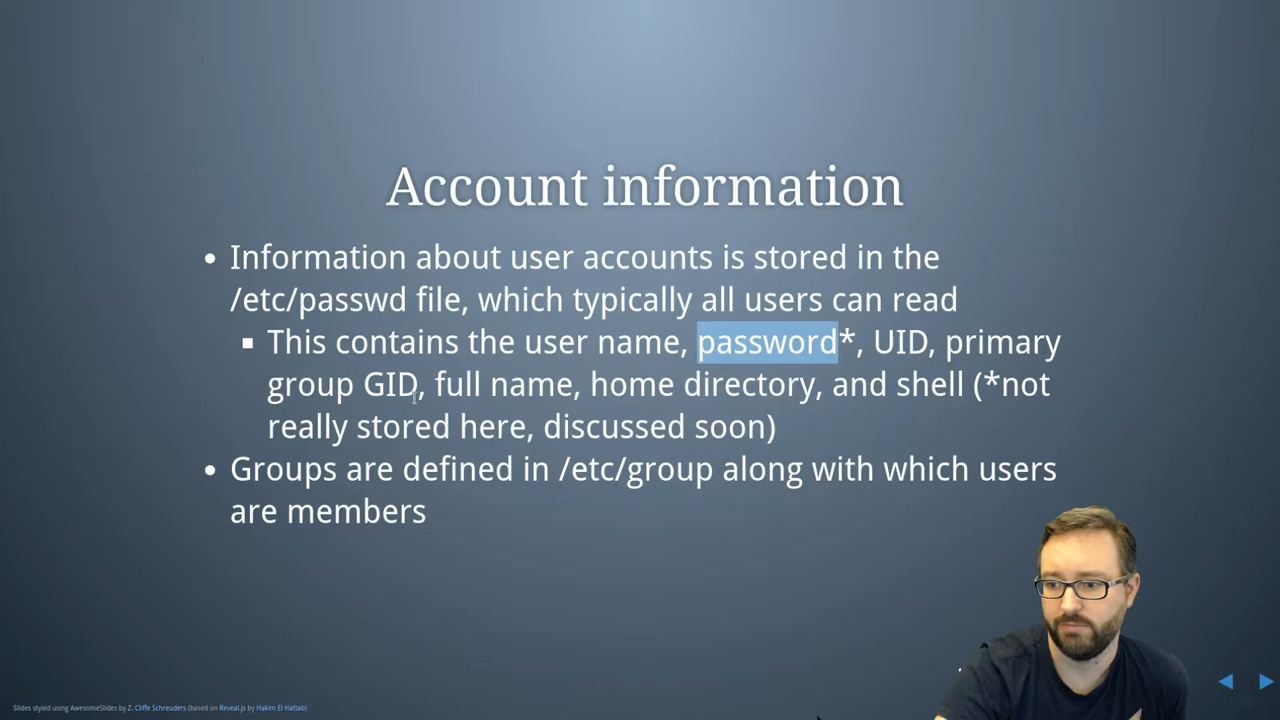 Account information
• Information about user accounts is stored in the
/etc/passwd file, which typically all users can read
▪ This contains the user name, password*, UID, primary
group GID, full name, home directory, and shell (*not
really stored here, discussed soon)
• Groups are defined in /etc/group along with which users
are members
Slides styled using AwesomeSlides by Z. Cliffe Schreuders (based on Reveal.js by Hakim El Hattab)